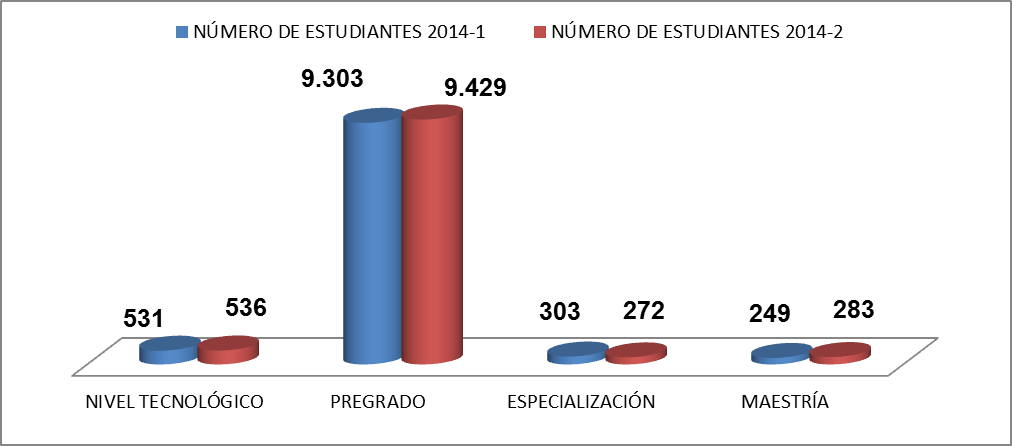 NÚMERO DE ESTUDIANTES 2014-1 NÚMERO DE ESTUDIANTES 2014-2
9.303 9.429
531 536 303 272 249 283
NIVEL TECNOLÓGICO PREGRADO ESPECIALIZACIÓN MAESTRÍA